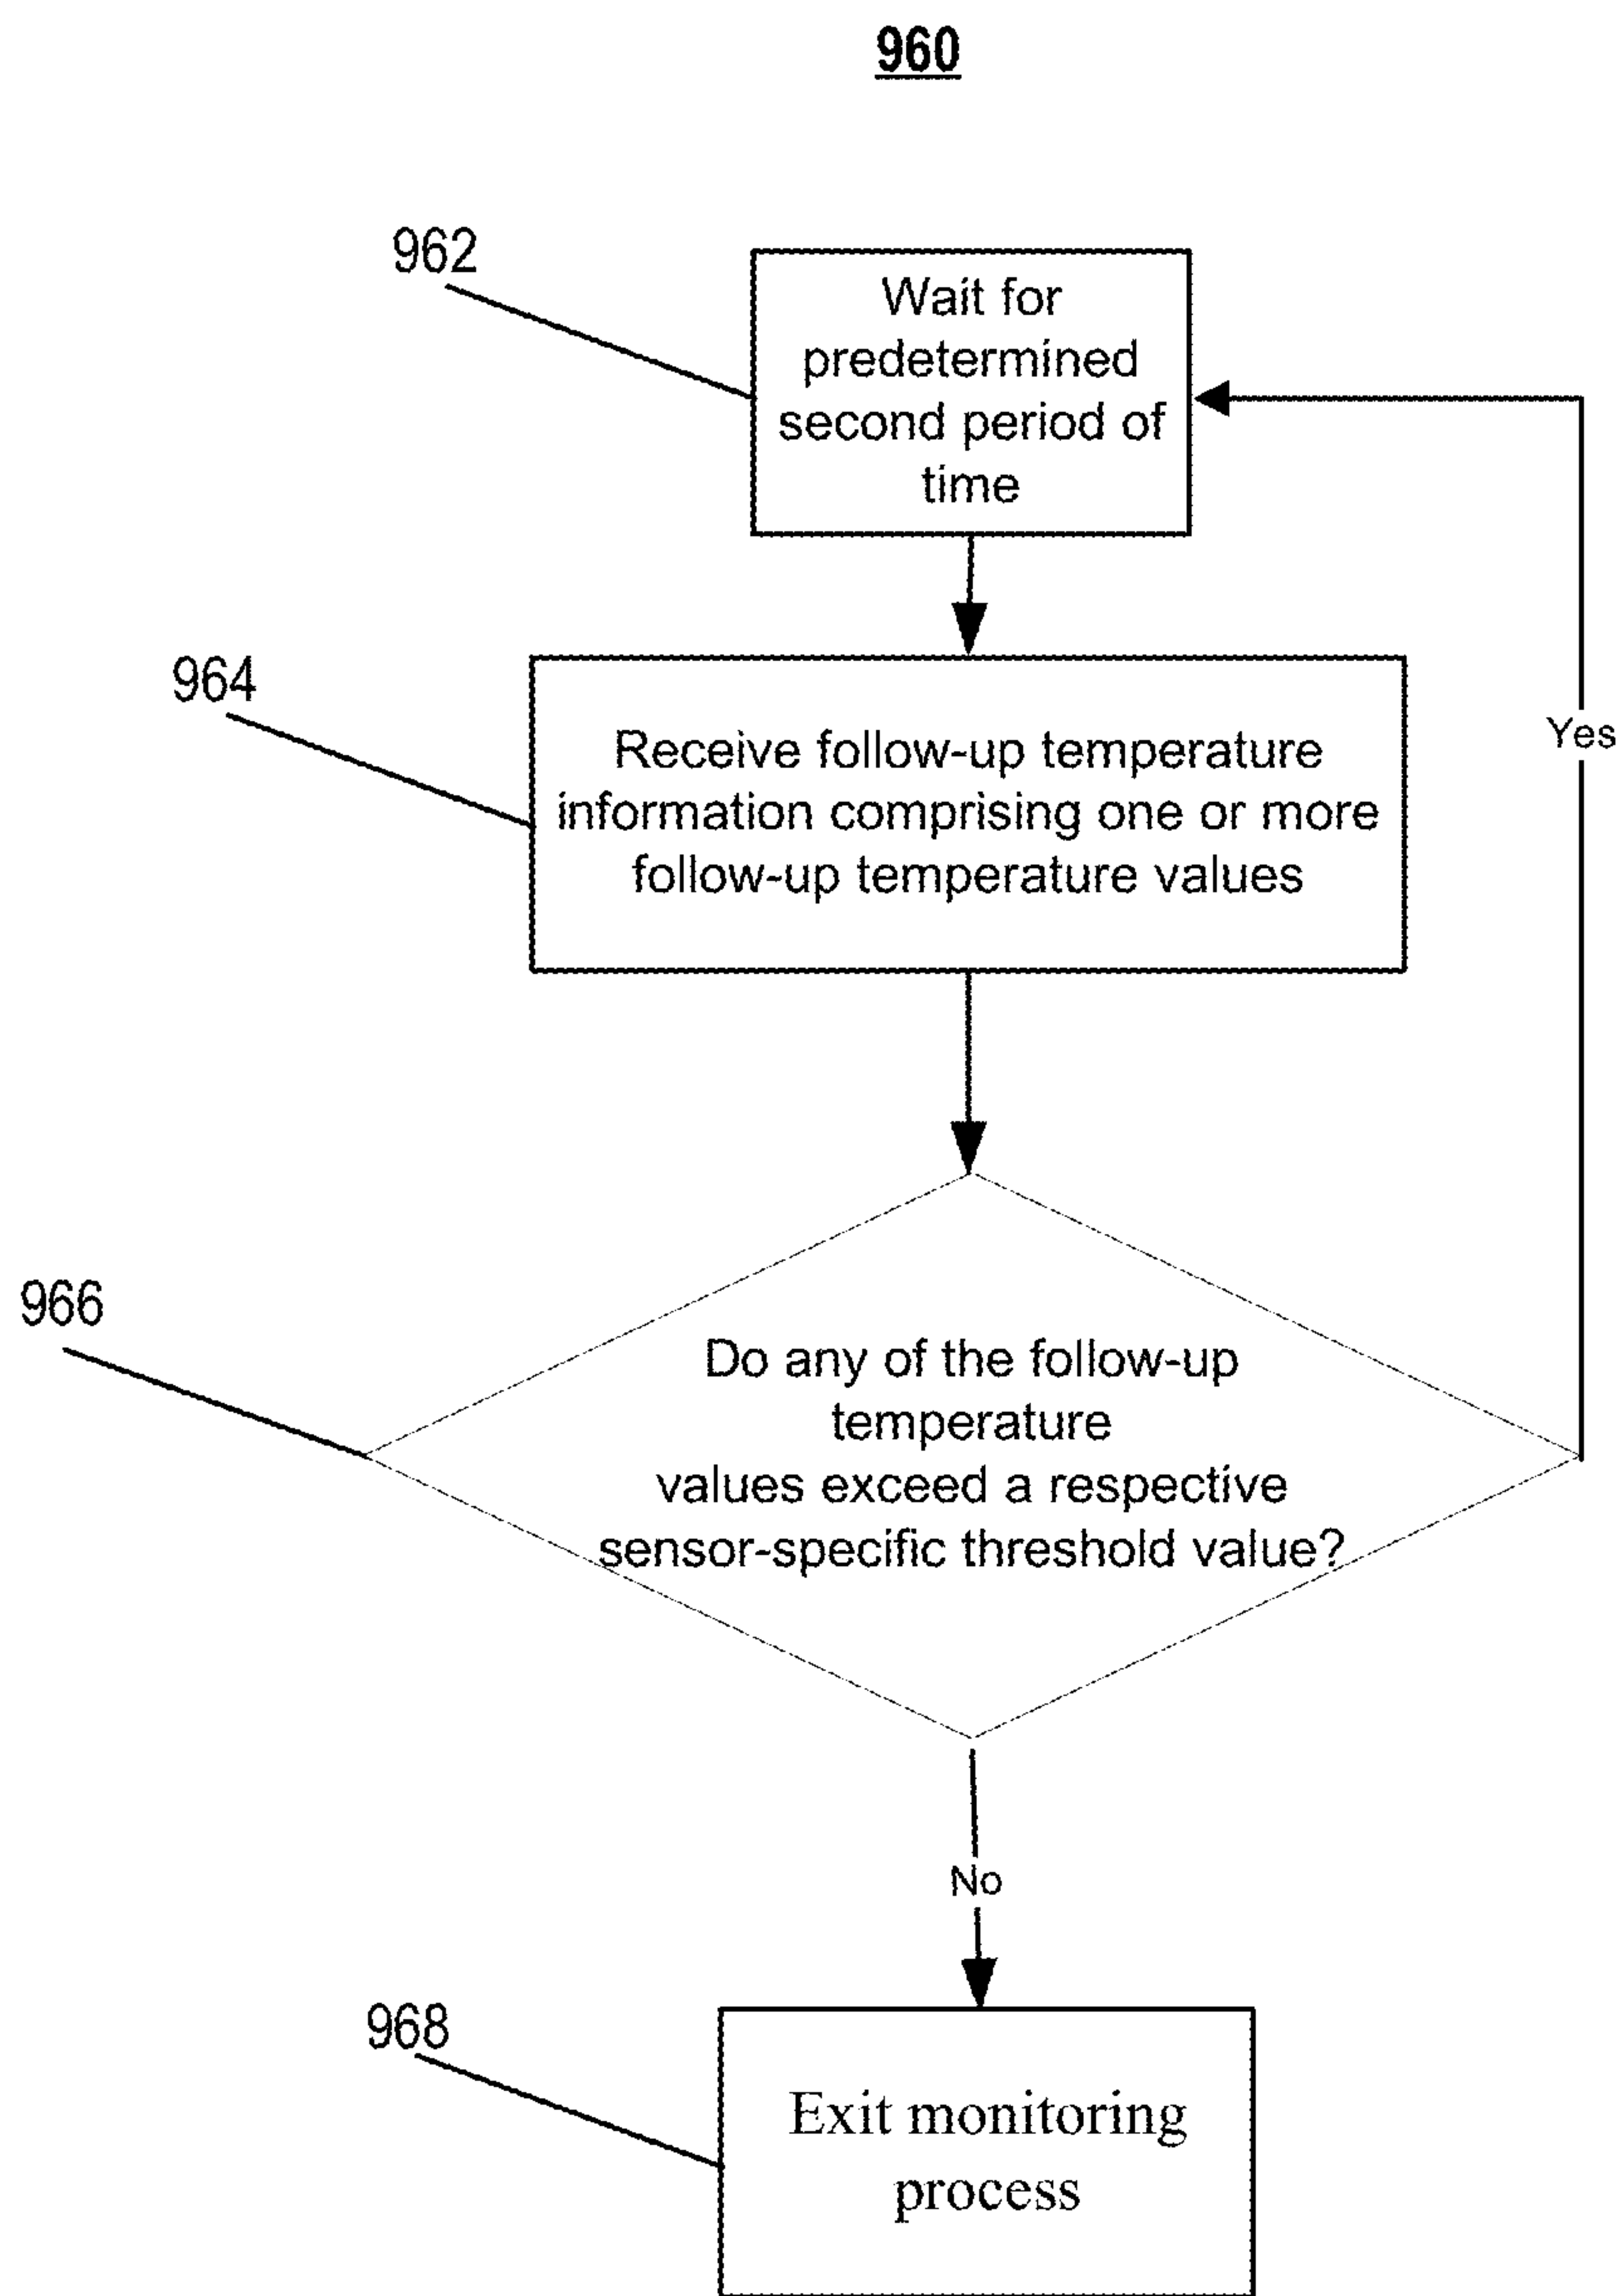 960
962
Wait for
predetermined
second period of
time
964
Receive follow-up temperature
information comprising one or more
follow-up temperature values
Yes
966
Do any of the follow-up
temperature
values exceed a respective
sensor-specific threshold value?
No
968
Exit monitoring
process